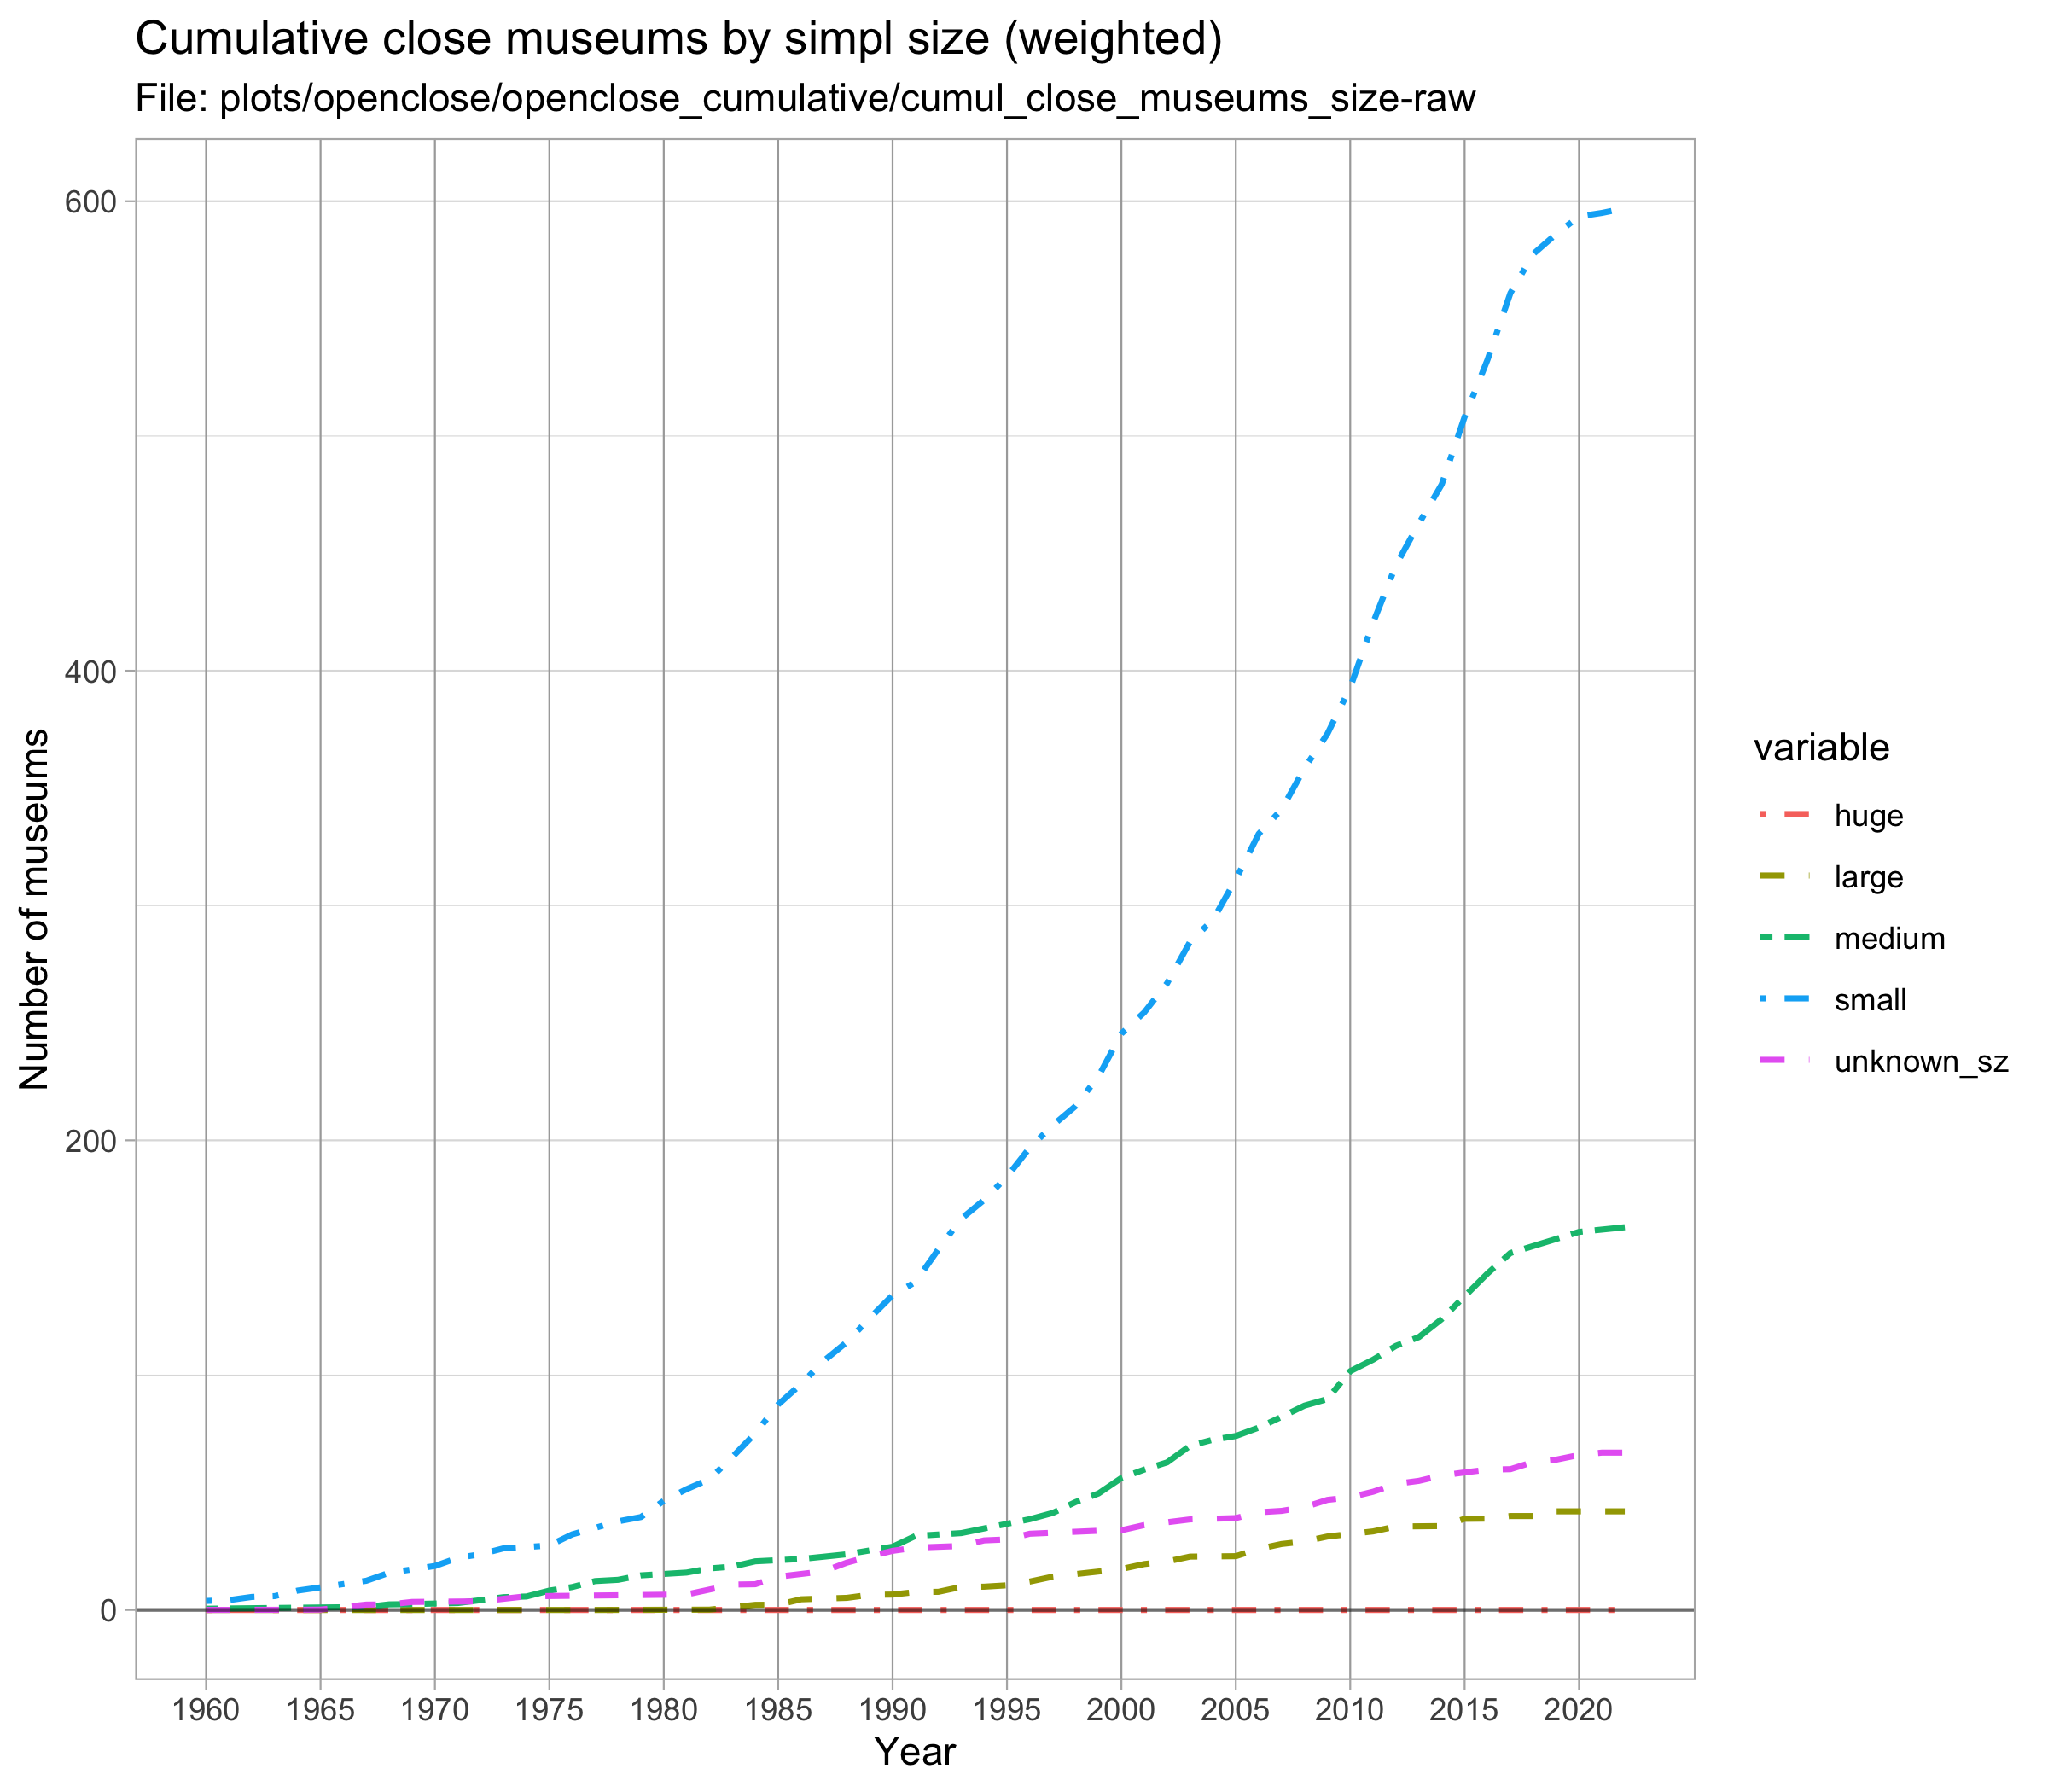 Cumulative close museums by simpl size (weighted)
File: plots/openclose/openclose_cumulative/cumul_close_museums_size-raw
600
400
200
0
Number of museums
1960 1965 1970 1975 1980 1985 1990 1995 2000 2005 2010 2015 2020
Year
variable
huge
large
medium
small
unknown_sz